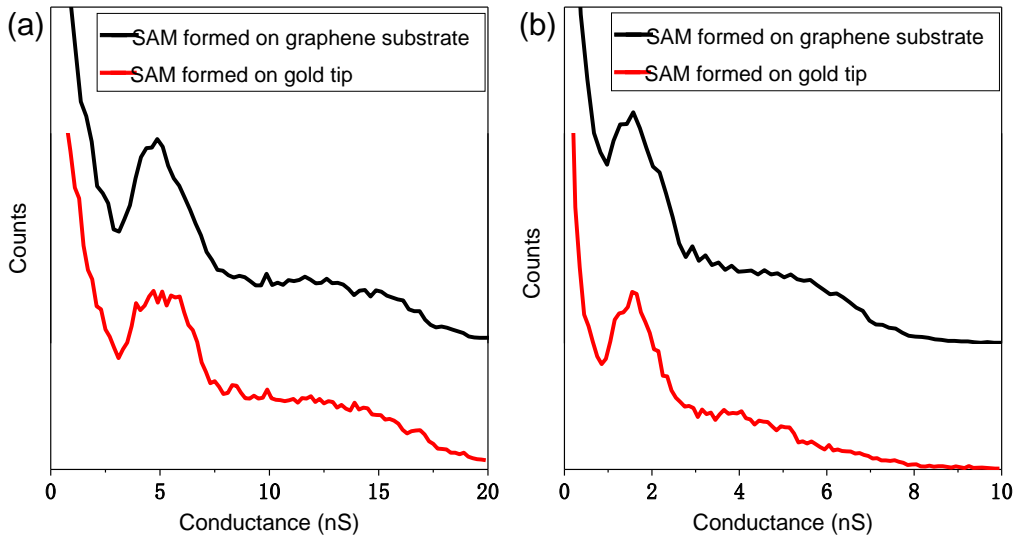 (a)
SAM formed on graphene substrate
SAM formed on gold tip
Counts
0 5 10 15 20
Conductance (nS)
(b)
SAM formed on graphene substrate
SAM formed on gold tip
Counts
0 2 4 6 8 10
Conductance (nS)